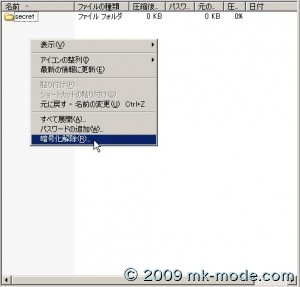 名前 ファイルの種類 圧縮後... パスワ... 元の... 圧... 日付
secret ファイル フォルダ 0 KB 0 KB 0%
表示(V)
アイコンの整列(I)
最新の情報に更新(E)
貼り付け(P)
ショートカットの貼り付け(S)
元に戻す - 名前の変更(U) Ctrl+Z
すべて展開(A)...
パスワードの追加(A)...
暗号化解除(R)...
© 2009 mk-mode.com